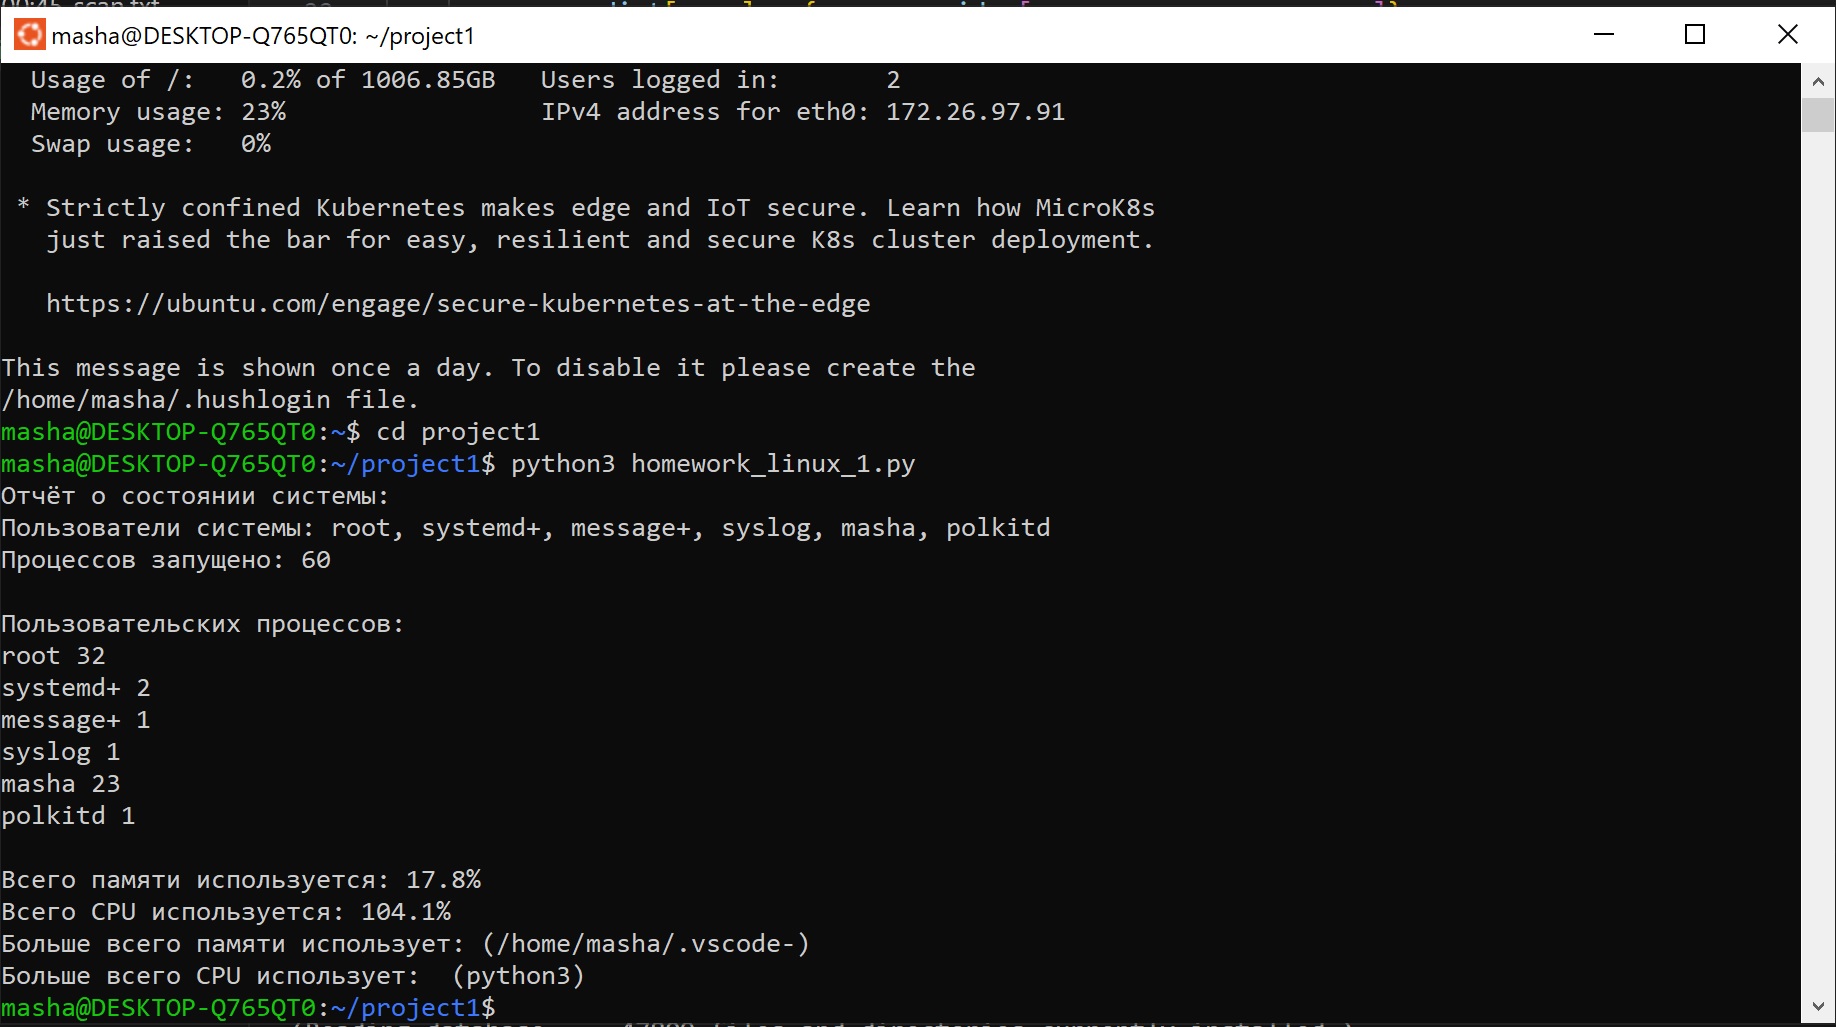 masha@DESKTOP-Q765QT0: ~/project1
Usage of /:   0.2% of 1006.85GB   Users logged in:       2
Memory usage: 23%                 IPv4 address for eth0: 172.26.97.91
Swap usage:   0%
* Strictly confined Kubernetes makes edge and IoT secure. Learn how MicroK8s
just raised the bar for easy, resilient and secure K8s cluster deployment.
https://ubuntu.com/engage/secure-kubernetes-at-the-edge
This message is shown once a day. To disable it please create the
/home/masha/.hushlogin file.
masha@DESKTOP-Q765QT0:~$ cd project1
masha@DESKTOP-Q765QT0:~/project1$ python3 homework_linux_1.py
Отчёт о состоянии системы:
Пользователи системы: root, systemd+, message+, syslog, masha, polkitd
Процессов запущено: 60
Пользовательских процессов:
root 32
systemd+ 2
message+ 1
syslog 1
masha 23
polkitd 1
Всего памяти используется: 17.8%
Всего CPU используется: 104.1%
Больше всего памяти использует: (/home/masha/.vscode-)
Больше всего CPU использует:  (python3)
masha@DESKTOP-Q765QT0:~/project1$